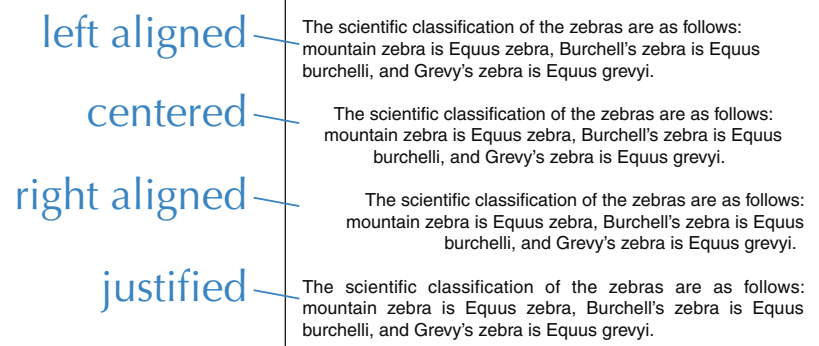 left aligned
The scientific classification of the zebras are as follows:
mountain zebra is Equus zebra, Burchell's zebra is Equus
burchelli, and Grevy's zebra is Equus grevyi.
centered
The scientific classification of the zebras are as follows:
mountain zebra is Equus zebra, Burchell's zebra is Equus
burchelli, and Grevy's zebra is Equus grevyi.
right aligned
The scientific classification of the zebras are as follows:
mountain zebra is Equus zebra, Burchell's zebra is Equus
burchelli, and Grevy's zebra is Equus grevyi.
justified
The scientific classification of the zebras are as follows:
mountain zebra is Equus zebra, Burchell's zebra is Equus
burchelli, and Grevy's zebra is Equus grevyi.